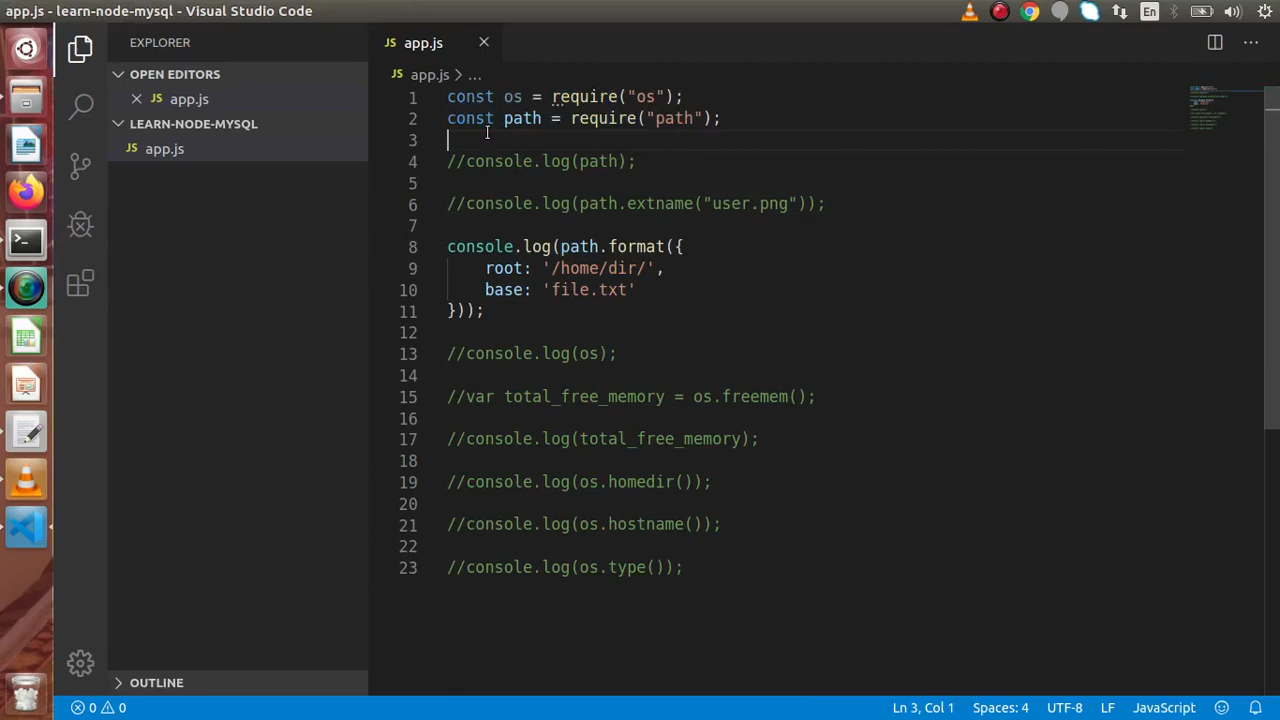 app.js - learn-node-mysql - Visual Studio Code
En
EXPLORER
OPEN EDITORS
app.js
LEARN-NODE-MYSQL
app.js
OUTLINE
JS app.js
JS app.js > ...
1 const os = require("os");
2 const path = require("path");
3
4 //console.log(path);
5
6 //console.log(path.extname("user.png"));
7
8 console.log(path.format({
9 root: '/home/dir/',
10 base: 'file.txt'
11 }));
12
13 //console.log(os);
14
15 //var total_free_memory = os.freemem();
16
17 //console.log(total_free_memory);
18
19 //console.log(os.homedir());
20
21 //console.log(os.hostname());
22
23 //console.log(os.type());
0 0 Ln 3, Col 1 Spaces: 4 UTF-8 LF JavaScript